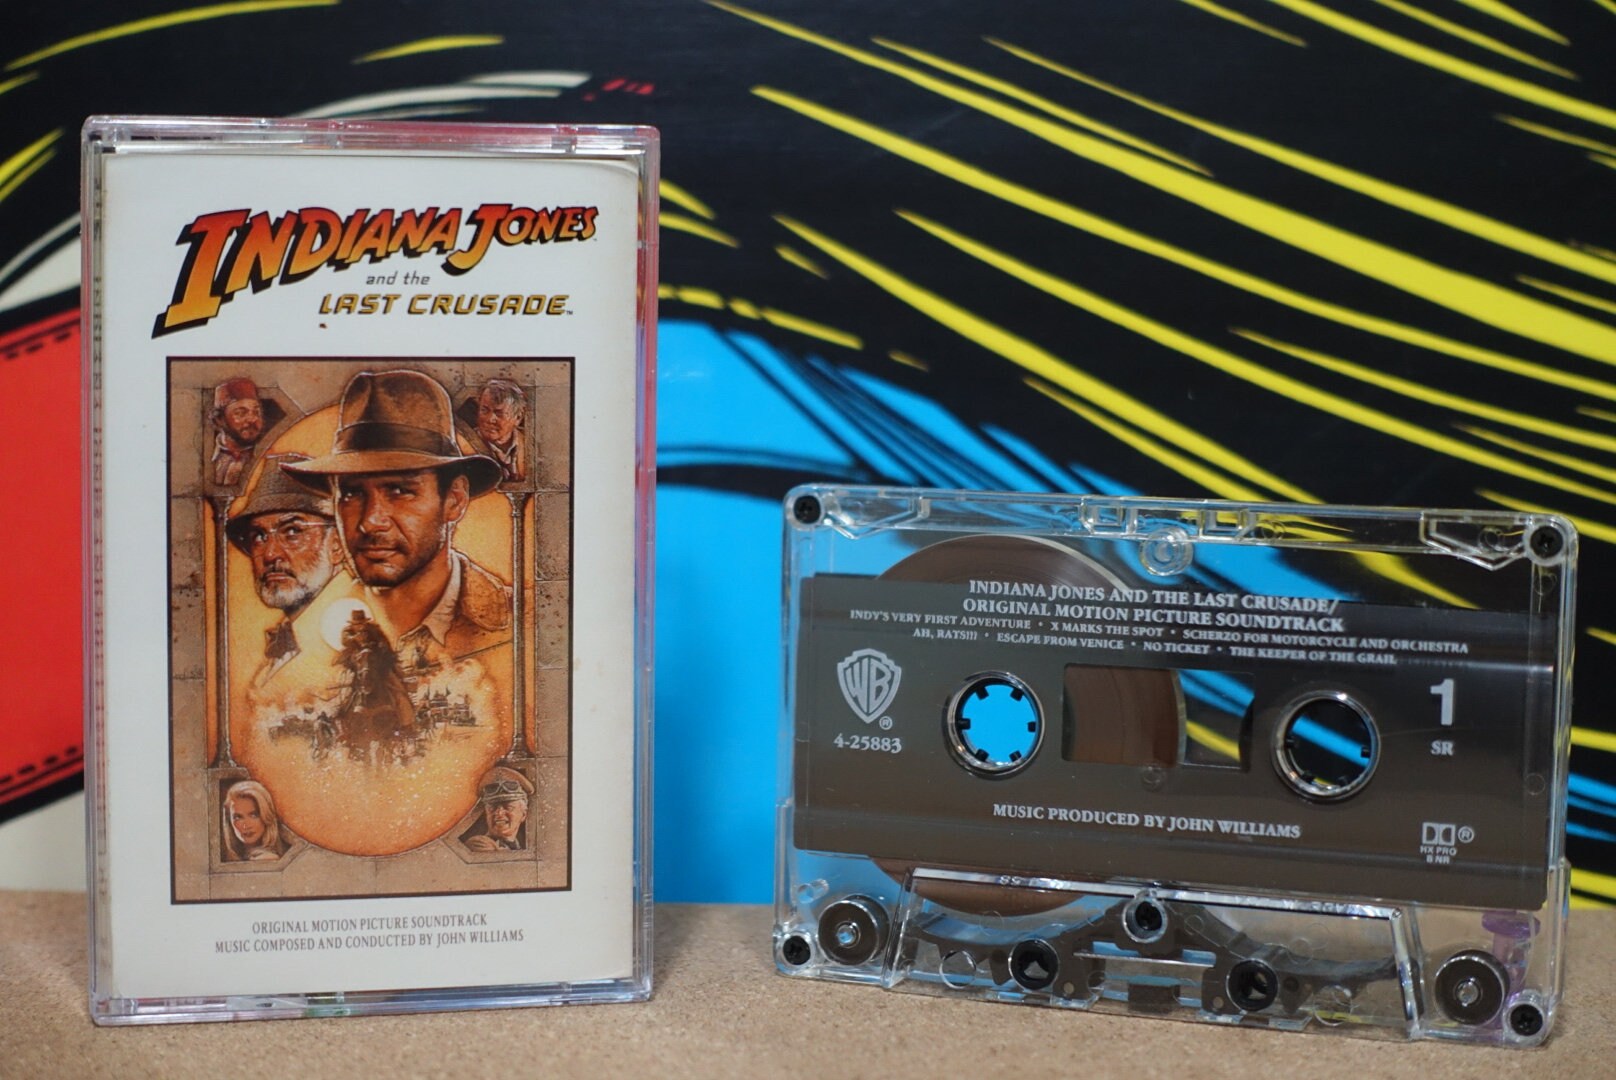 INDIANA JONES
and the
LAST CRUSADE™
ORIGINAL MOTION PICTURE SOUNDTRACK
MUSIC COMPOSED AND CONDUCTED BY JOHN WILLIAMS
INDIANA JONES AND THE LAST CRUSADE/
ORIGINAL MOTION PICTURE SOUNDTRACK
INDY'S VERY FIRST ADVENTURE • X MARKS THE SPOT • SCHERZO FOR MOTORCYCLE AND ORCHESTRA
AH, RATS!!! • ESCAPE FROM VENICE • NO TICKET • THE KEEPER OF THE GRAIL
WB®
4-25883
1
SR
MUSIC PRODUCED BY JOHN WILLIAMS
®
HX PRO
B NR